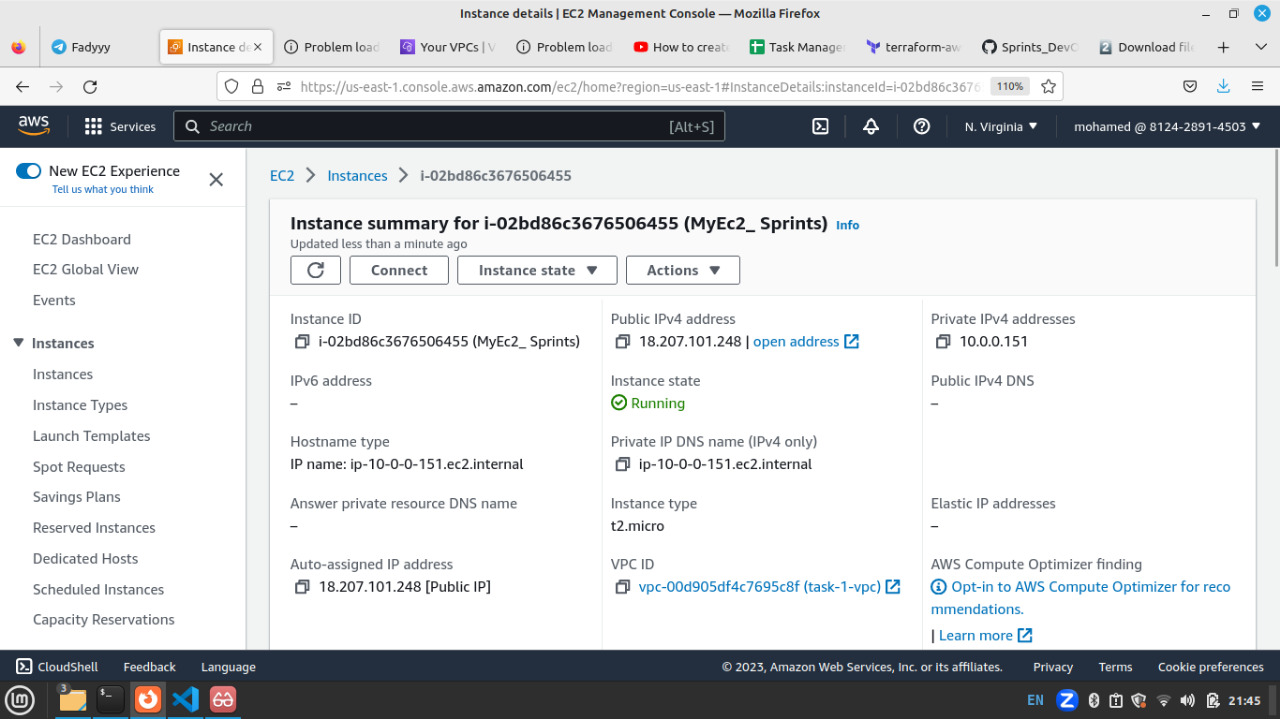 Instance details | EC2 Management Console — Mozilla Firefox
Fadyyy
Instance de
Problem load
Your VPCs | V
Problem load
How to create
Task Manage
terraform-aw
Sprints_DevO
Download file
https://us-east-1.console.aws.amazon.com/ec2/home?region=us-east-1#InstanceDetails:instanceId=i-02bd86c3676
110%
aws
Services
Search
[Alt+S]
N. Virginia
mohamed @ 8124-2891-4503
New EC2 Experience
Tell us what you think
EC2 Dashboard
EC2 Global View
Events
Instances
Instances
Instance Types
Launch Templates
Spot Requests
Savings Plans
Reserved Instances
Dedicated Hosts
Scheduled Instances
Capacity Reservations
EC2
Instances
i-02bd86c3676506455
Instance summary for i-02bd86c3676506455 (MyEc2_ Sprints) Info
Updated less than a minute ago
Connect
Instance state
Actions
Instance ID
i-02bd86c3676506455 (MyEc2_ Sprints)
Public IPv4 address
18.207.101.248 | open address
Private IPv4 addresses
10.0.0.151
IPv6 address
–
Instance state
Running
Public IPv4 DNS
–
Hostname type
IP name: ip-10-0-0-151.ec2.internal
Private IP DNS name (IPv4 only)
ip-10-0-0-151.ec2.internal
Answer private resource DNS name
–
Instance type
t2.micro
Elastic IP addresses
–
Auto-assigned IP address
18.207.101.248 [Public IP]
VPC ID
vpc-00d905df4c7695c8f (task-1-vpc)
AWS Compute Optimizer finding
Opt-in to AWS Compute Optimizer for reco
mmendations.
| Learn more
CloudShell
Feedback
Language
© 2023, Amazon Web Services, Inc. or its affiliates.
Privacy
Terms
Cookie preferences
3
EN
21:45